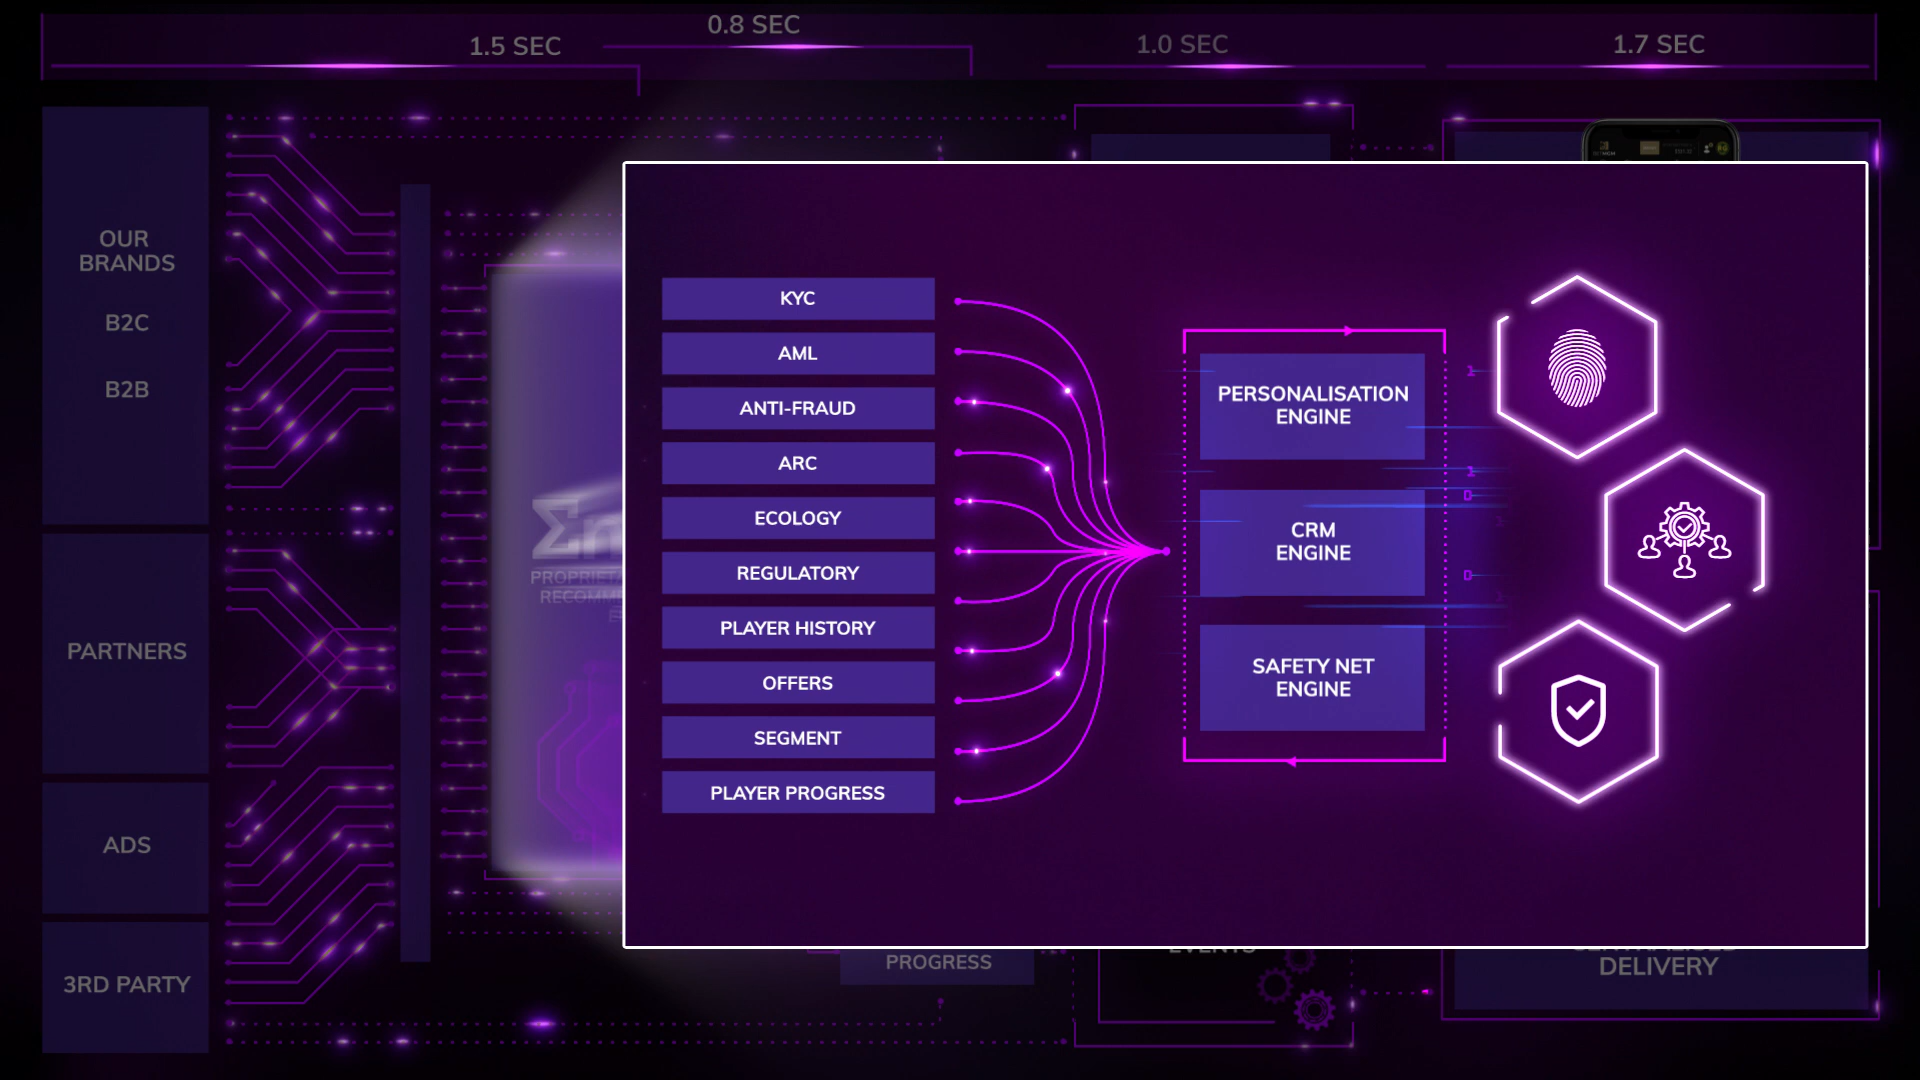 1.5 SEC
0.8 SEC
1.0 SEC
1.7 SEC
OUR
BRANDS
B2C
B2B
PARTNERS
ADS
3RD PARTY
KYC
AML
ANTI-FRAUD
ARC
ECOLOGY
REGULATORY
PLAYER HISTORY
OFFERS
SEGMENT
PLAYER PROGRESS
PERSONALISATION
ENGINE
CRM
ENGINE
SAFETY NET
ENGINE
PROGRESS
EVENTS
CENTRALISED
DELIVERY